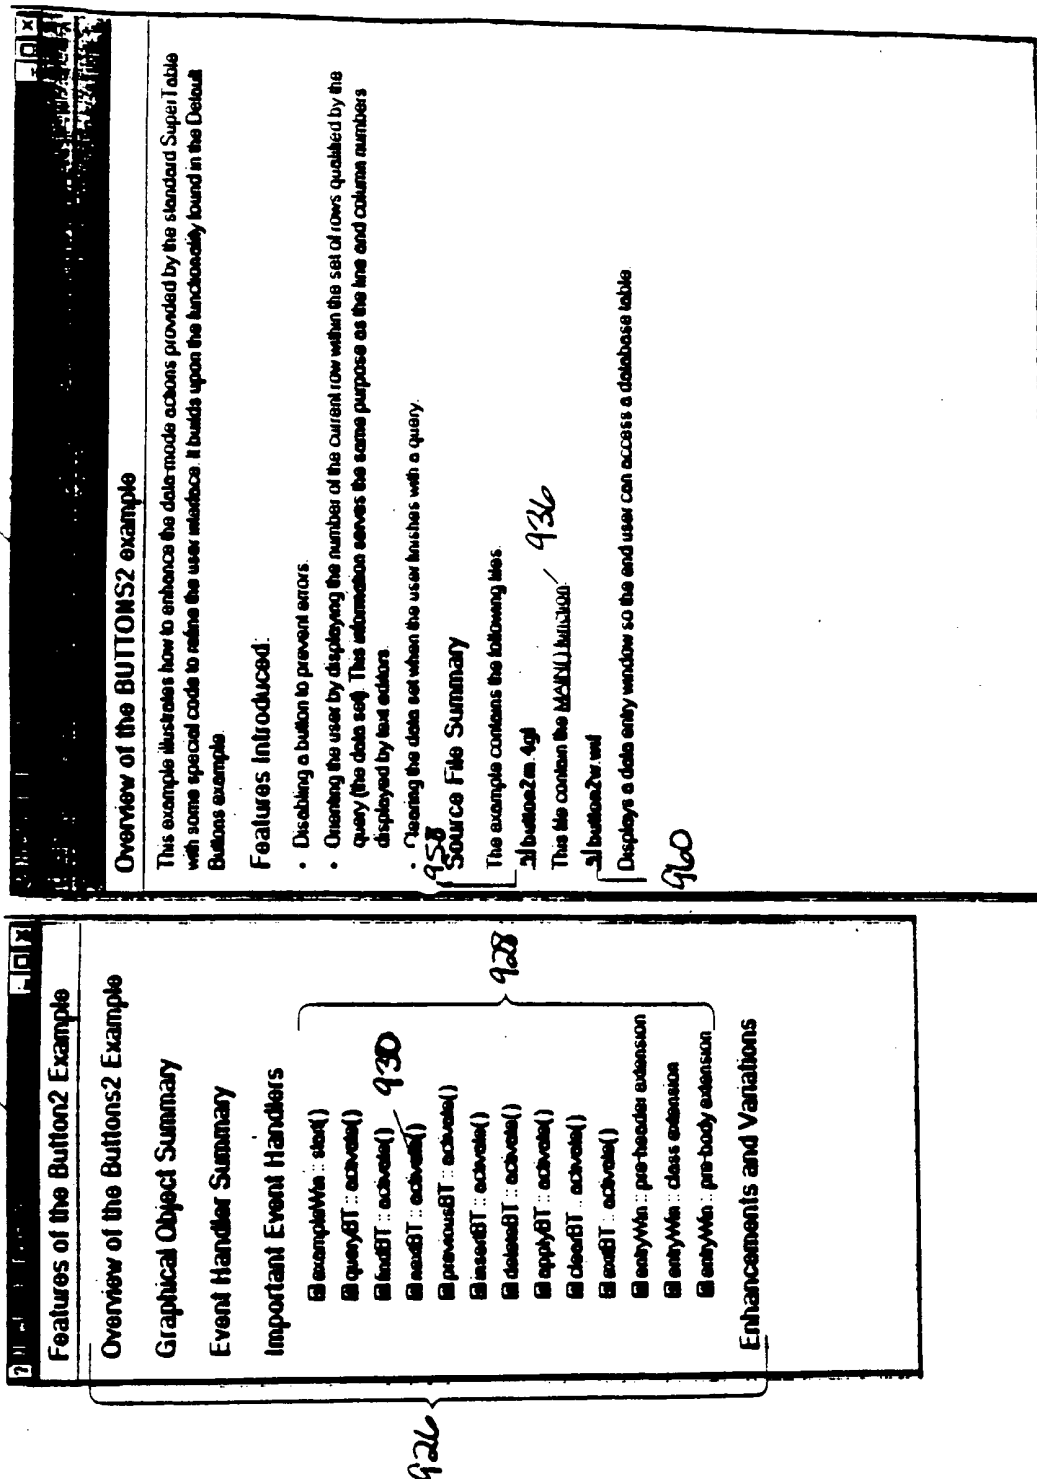 Features of the Button2 Example
Overview of the Buttons2 Example
Graphical Object Summary
Event Handler Summary
Important Event Handlers
exampleWin :: start()
queryBT :: activate()
findBT :: activate()
930
nextBT :: activate()
previousBT :: activate()
insertBT :: activate()
deleteBT :: activate()
applyBT :: activate()
clearBT :: activate()
exitBT :: activate()
entryWin :: pre-header extension
entryWin :: class extension
entryWin :: pre-body extension
928
Enhancements and Variations
926
Overview of the BUTTONS2 example
This example illustrates how to enhance the data-mode actions provided by the standard SuperTable
with some special code to refine the user interface. It builds upon the functionality found in the Default
Buttons example.
Features Introduced:
• Disabling a button to prevent errors.
• Orienting the user by displaying the number of the current row within the set of rows qualified by the
query (the data set). This information serves the same purpose as the line and column numbers
displayed by text editors.
• Clearing the data set when the user finishes with a query.
958
Source File Summary
The example contains the following files.
button2m.4gl
936
This file contain the MAIN() function.
button2w.wif
Displays a data entry window so the end user can access a database table.
960